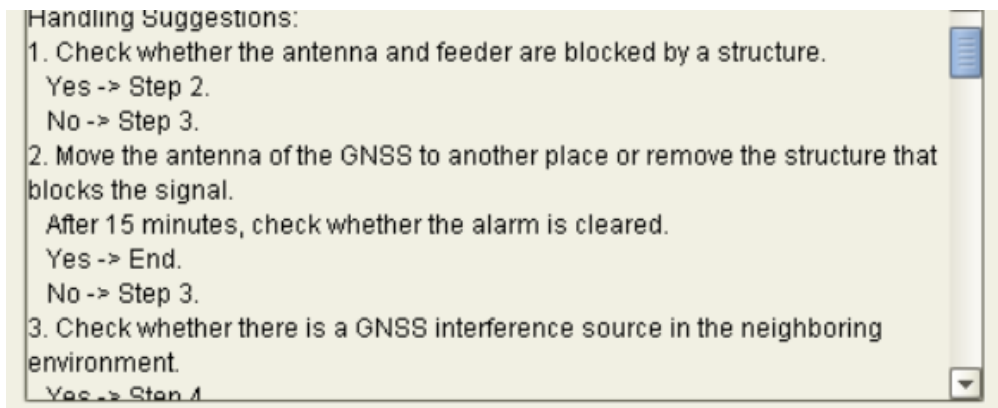 Handling Suggestions:
1. Check whether the antenna and feeder are blocked by a structure.
Yes -> Step 2.
No -> Step 3.
2. Move the antenna of the GNSS to another place or remove the structure that
blocks the signal.
After 15 minutes, check whether the alarm is cleared.
Yes -> End.
No -> Step 3.
3. Check whether there is a GNSS interference source in the neighboring
environment.
Yes -> Step 4